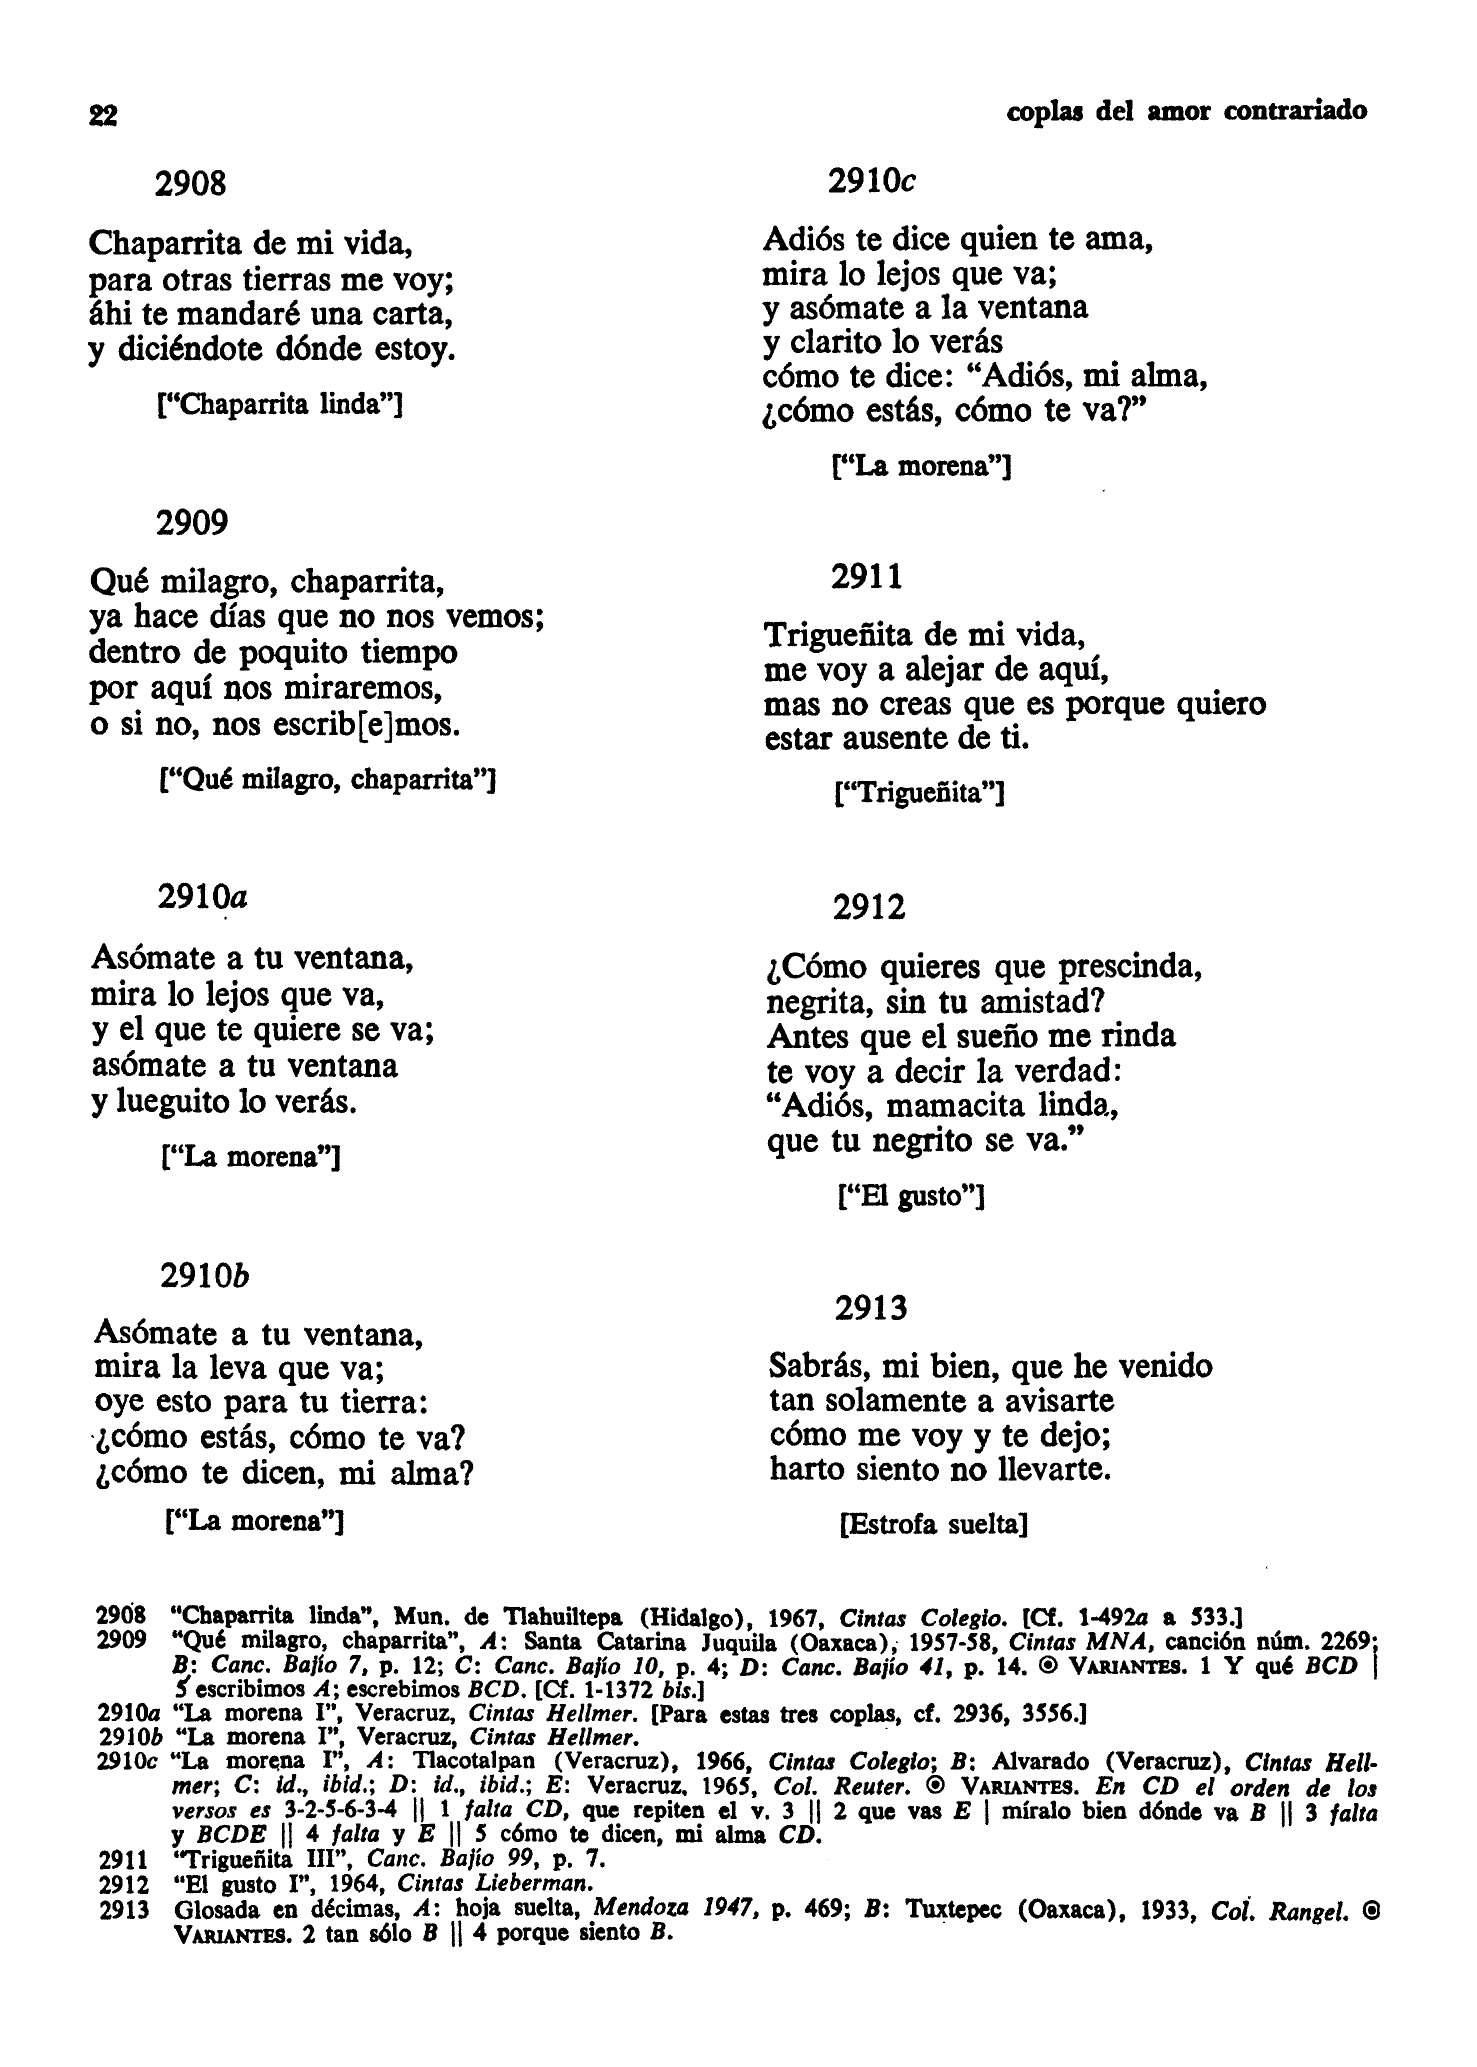 22
coplas del amor contrariado
2908
Chaparrita de mi vida,
para otras tierras me voy;
áhi te mandaré una carta,
y diciéndote dónde estoy.
[“Chaparrita linda”]
2909
Qué milagro, chaparrita,
ya hace días que no nos vemos;
dentro de poquito tiempo
por aquí nos miraremos,
o si no, nos escrib[e]mos.
[“Qué milagro, chaparrita”]
2910a
Asómate a tu ventana,
mira lo lejos que va,
y el que te quiere se va;
asómate a tu ventana
y lueguito lo verás.
[“La morena”]
2910b
Asómate a tu ventana,
mira la leva que va;
oye esto para tu tierra:
¿cómo estás, cómo te va?
¿cómo te dicen, mi alma?
[“La morena”]
2910c
Adiós te dice quien te ama,
mira lo lejos que va;
y asómate a la ventana
y clarito lo verás
cómo te dice: “Adiós, mi alma,
¿cómo estás, cómo te va?”
[“La morena”]
2911
Trigueñita de mi vida,
me voy a alejar de aquí,
mas no creas que es porque quiero
estar ausente de ti.
[“Trigueñita”]
2912
¿Cómo quieres que prescinda,
negrita, sin tu amistad?
Antes que el sueño me rinda
te voy a decir la verdad:
“Adiós, mamacita linda,
que tu negrito se va.”
[“El gusto”]
2913
Sabrás, mi bien, que he venido
tan solamente a avisarte
cómo me voy y te dejo;
harto siento no llevarte.
[Estrofa suelta]
2908 “Chaparrita linda”, Mun. de Tlahuiltepa (Hidalgo), 1967, Cintas Colegio. [Cf. 1-492a a 533.]
2909 “Qué milagro, chaparrita”, A: Santa Catarina Juquila (Oaxaca), 1957-58, Cintas MNA, canción núm. 2269;
B: Canc. Bajío 7, p. 12; C: Canc. Bajío 10, p. 4; D: Canc. Bajío 41, p. 14. ◉ VARIANTES. 1 Y qué BCD |
5 escribimos A; escrebimos BCD. [Cf. 1-1372 bis.]
2910a “La morena I”, Veracruz, Cintas Hellmer. [Para estas tres coplas, cf. 2936, 3556.]
2910b “La morena I”, Veracruz, Cintas Hellmer.
2910c “La morena I”, A: Tlacotalpan (Veracruz), 1966, Cintas Colegio; B: Alvarado (Veracruz), Cintas Hell-
mer; C: id., ibid.; D: id., ibid.; E: Veracruz, 1965, Col. Reuter. ◉ VARIANTES. En CD el orden de los
versos es 3-2-5-6-3-4 || 1 falta CD, que repiten el v. 3 || 2 que vas E | míralo bien dónde va B || 3 falta
y BCDE || 4 falta y E || 5 cómo te dicen, mi alma CD.
2911 “Trigueñita III”, Canc. Bajío 99, p. 7.
2912 “El gusto I”, 1964, Cintas Lieberman.
2913 Glosada en décimas, A: hoja suelta, Mendoza 1947, p. 469; B: Tuxtepec (Oaxaca), 1933, Col. Rangel. ◉
VARIANTES. 2 tan sólo B || 4 porque siento B.